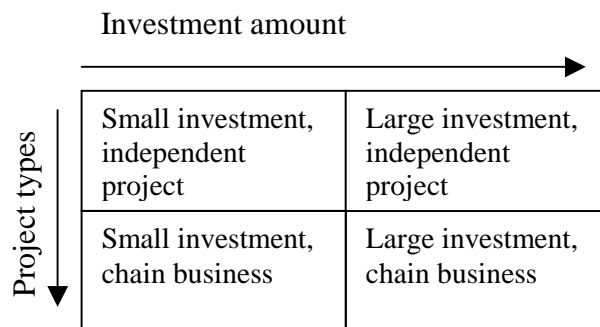 Investment amount
Project types
Small investment,
independent
project
Large investment,
independent
project
Small investment,
chain business
Large investment,
chain business